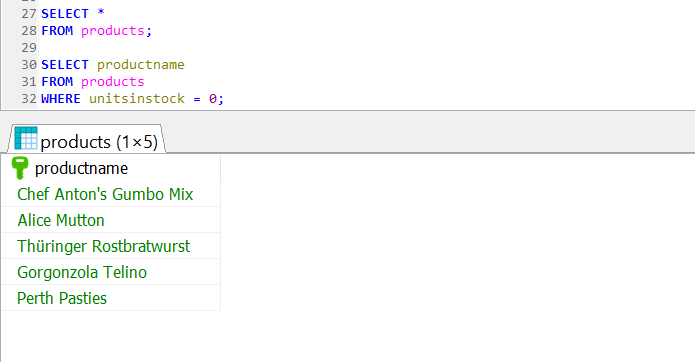 27 SELECT *
28 FROM products;
29
30 SELECT productname
31 FROM products
32 WHERE unitsinstock = 0;
products (1×5)
productname
Chef Anton's Gumbo Mix
Alice Mutton
Thüringer Rostbratwurst
Gorgonzola Telino
Perth Pasties